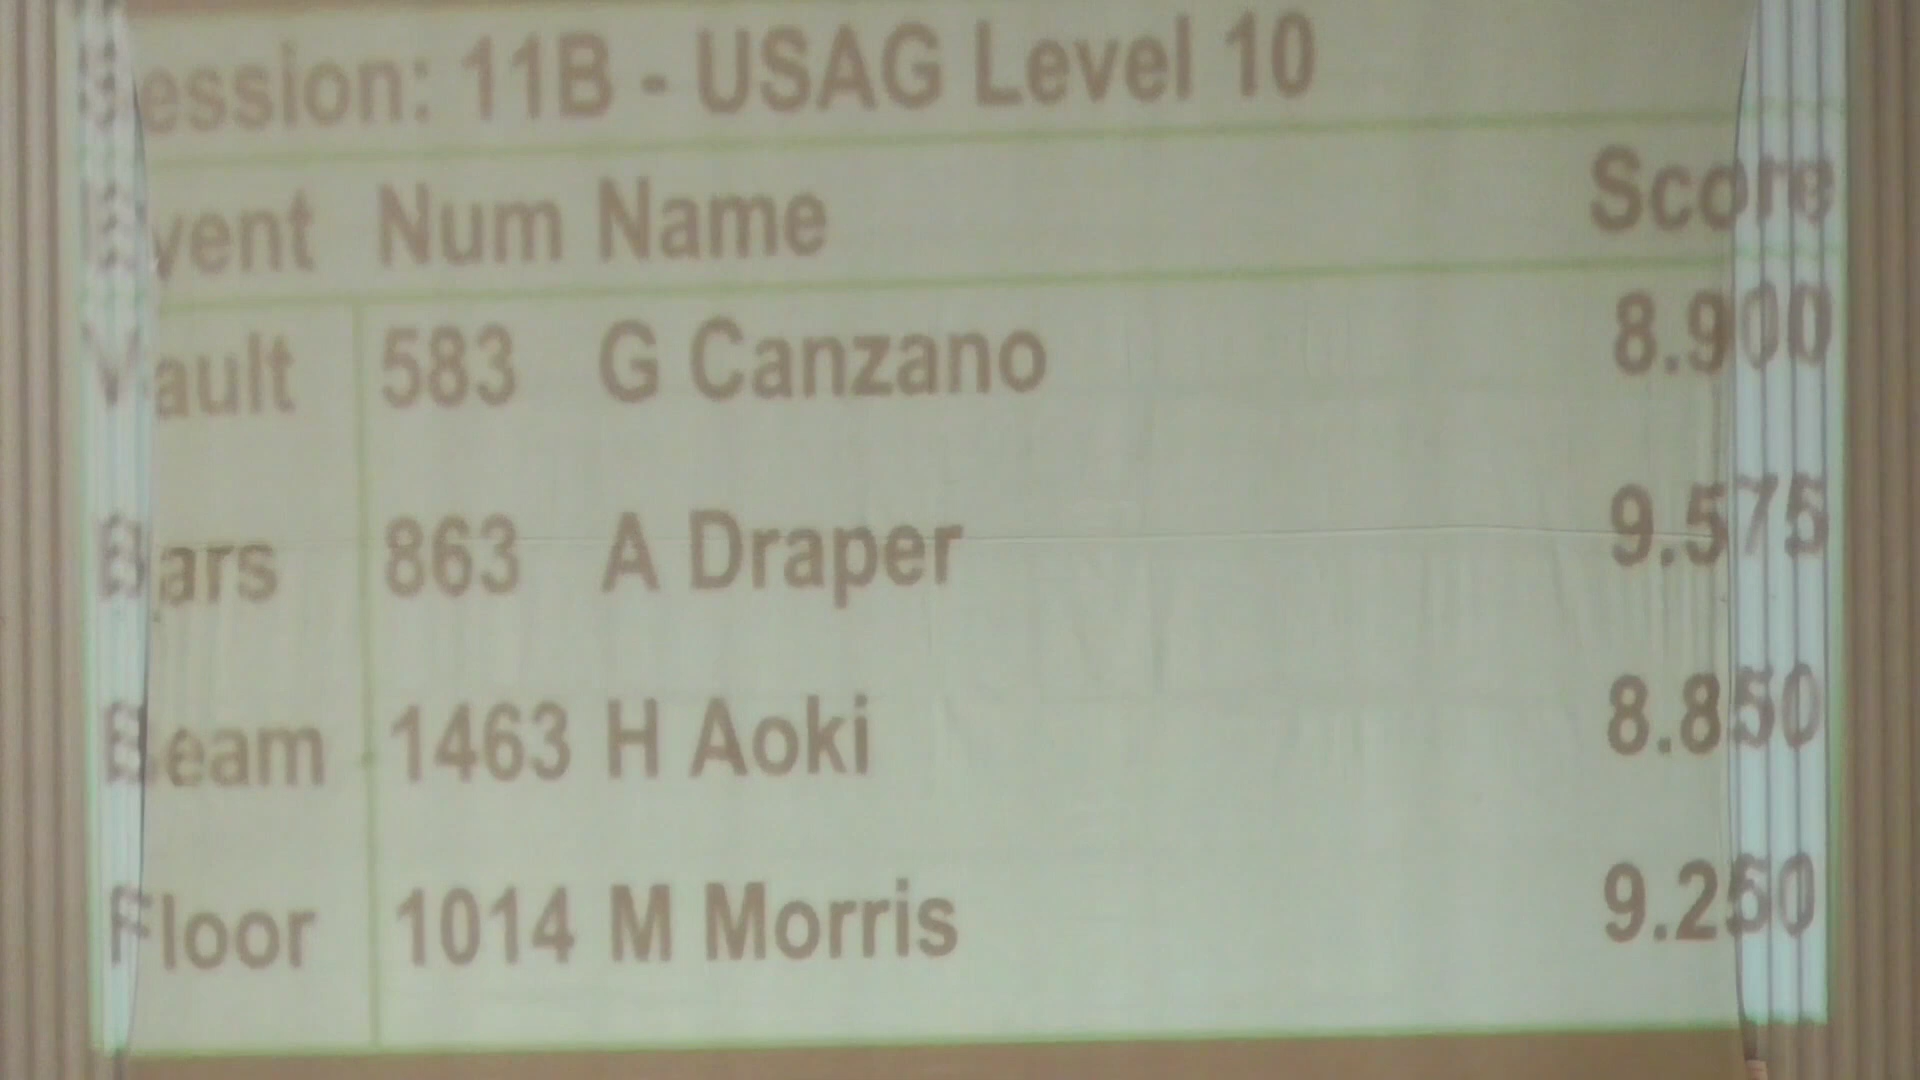 Session: 11B - USAG Level 10
Event Num Name Score
Vault 583 G Canzano 8.900
Bars 863 A Draper 9.575
Beam 1463 H Aoki 8.850
Floor 1014 M Morris 9.250